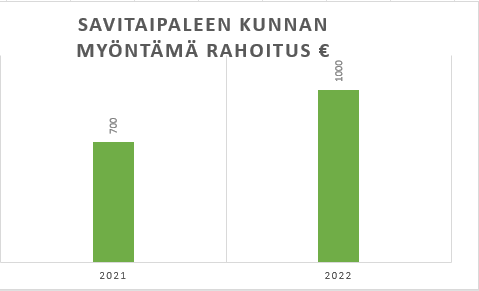 SAVITAIPALEEN KUNNAN
MYÖNTÄMÄ RAHOITUS €
700
1000
2021
2022